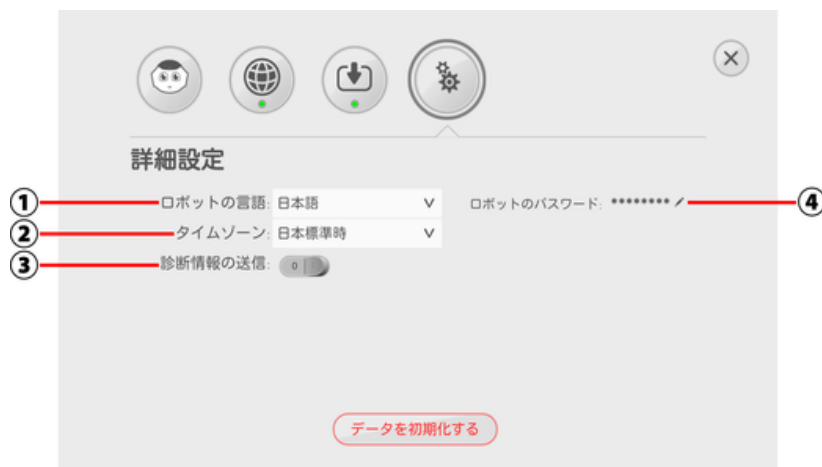 詳細設定
① ロボットの言語: 日本語 ∨ ロボットのパスワード: ******** ④
② タイムゾーン: 日本標準時 ∨
③ 診断情報の送信: 0
データを初期化する